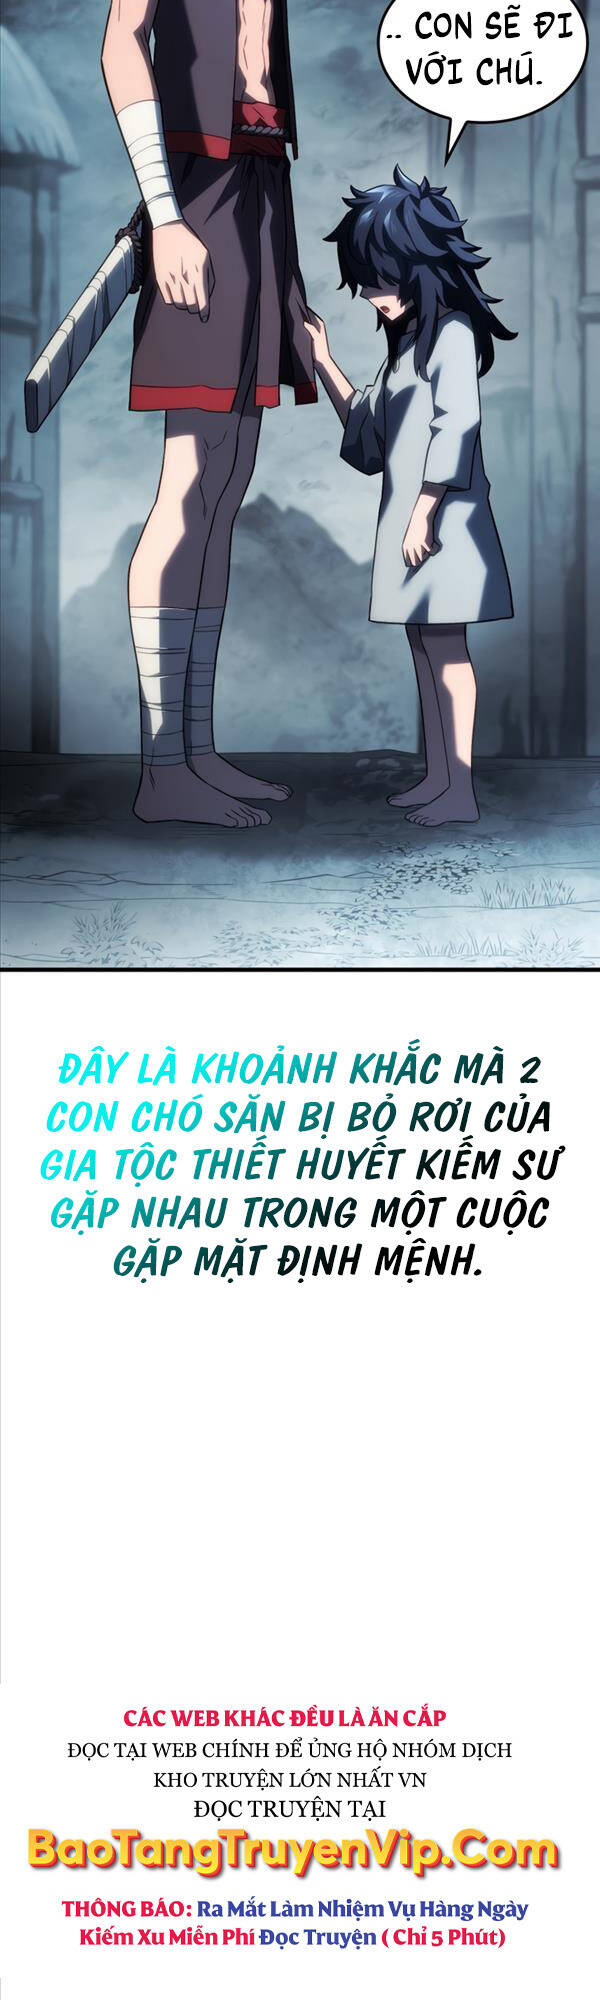 .. CON SẼ ĐI
VỚI CHÚ.
ĐÂY LÀ KHOẢNH KHẮC MÀ 2
CON CHÓ SĂN BỊ BỎ RƠI CỦA
GIA TỘC THIẾT HUYẾT KIẾM SƯ
GẶP NHAU TRONG MỘT CUỘC
GẶP MẶT ĐỊNH MỆNH.
CÁC WEB KHÁC ĐỀU LÀ ĂN CẮP
ĐỌC TẠI WEB CHÍNH ĐỂ ỦNG HỘ NHÓM DỊCH
KHO TRUYỆN LỚN NHẤT VN
ĐỌC TRUYỆN TẠI
BaoTangTruyenVip.Com
THÔNG BÁO: Ra Mắt Làm Nhiệm Vụ Hàng Ngày
Kiếm Xu Miễn Phí Đọc Truyện ( Chỉ 5 Phút)